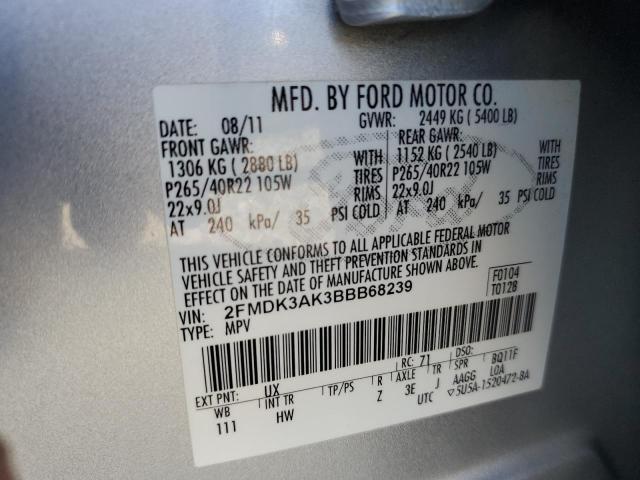 MFD. BY FORD MOTOR CO.
DATE: 08/11 GVWR: 2449 KG (5400 LB)
FRONT GAWR: REAR GAWR:
1306 KG (2880 LB) WITH 1152 KG (2540 LB) WITH
P265/40R22 105W TIRES P265/40R22 105W TIRES
22x9.0J RIMS 22x9.0J RIMS
AT 240 kPa/ 35 PSI COLD AT 240 kPa/ 35 PSI COLD
THIS VEHICLE CONFORMS TO ALL APPLICABLE FEDERAL MOTOR
VEHICLE SAFETY AND THEFT PREVENTION STANDARDS IN
EFFECT ON THE DATE OF MANUFACTURE SHOWN ABOVE.
VIN: 2FMDK3AK3BBB68239 F0104
TYPE: MPV T0128
EXT PNT: UX RC: 71 DSO:
WB INT TR TP/PS R AXLE TR SPR BQ11F
111 HW Z 3E J AAGG LOA
UTC ▽5U5A-1520472-BA